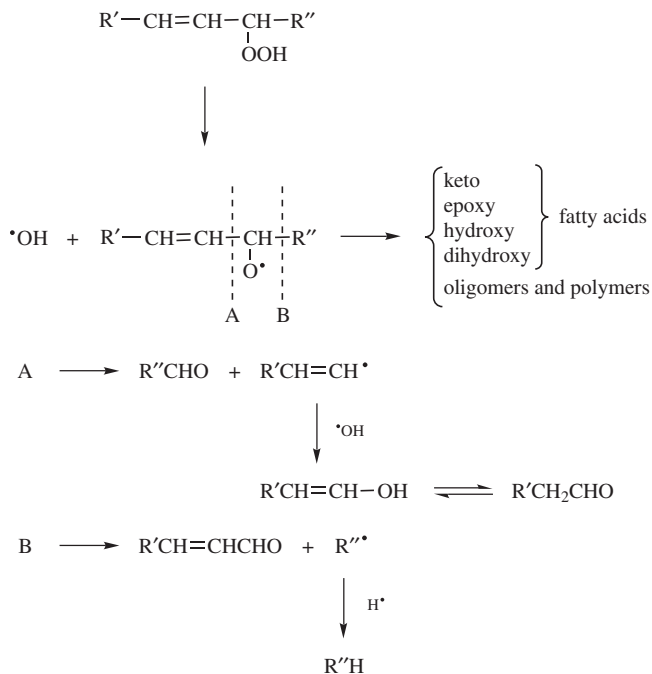 R′—CH=CH—CH—R″
OOH
•OH + R′—CH=CH—CH—R″
O•
A B
keto
epoxy
hydroxy
dihydroxy
fatty acids
oligomers and polymers
A R″CHO + R′CH=CH•
•OH
R′CH=CH—OH R′CH₂CHO
B R′CH=CHCHO + R″•
H•
R″H